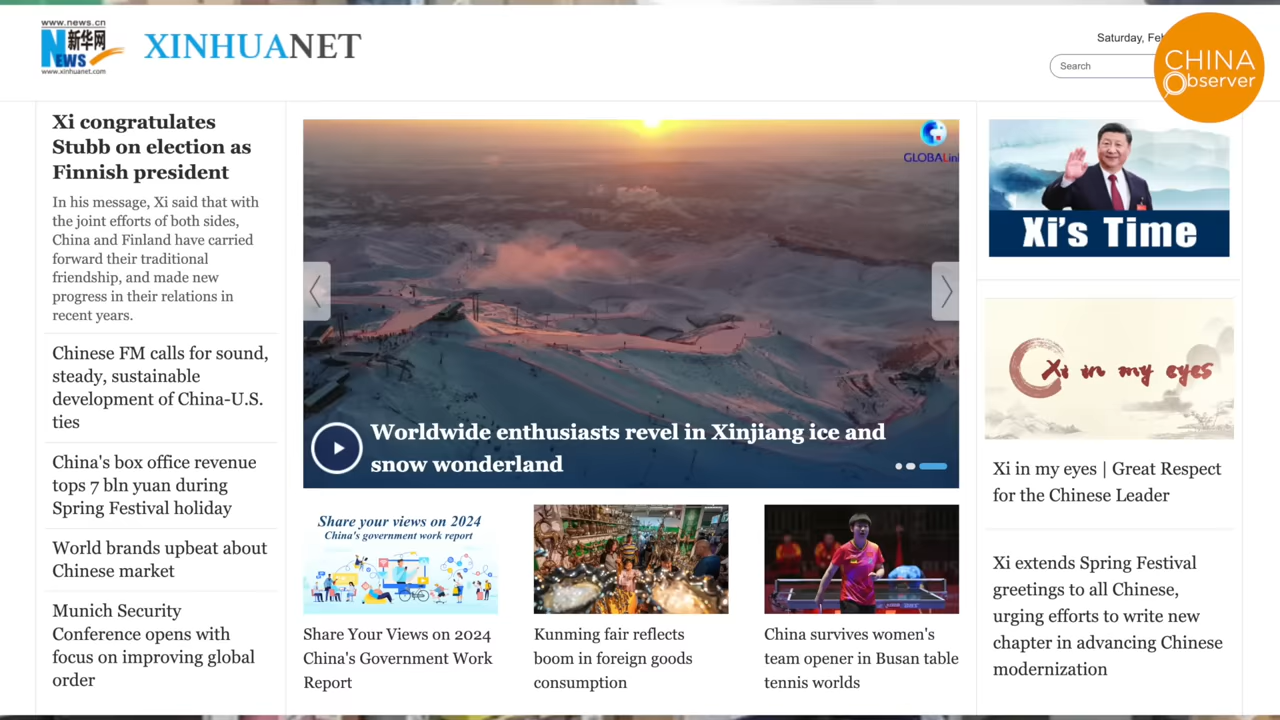 www.news.cn
新华网
NEWS
www.xinhuanet.com
XINHUANET
Saturday, Feb
Search
CHINA
Observer
Xi congratulates
Stubb on election as
Finnish president
In his message, Xi said that with
the joint efforts of both sides,
China and Finland have carried
forward their traditional
friendship, and made new
progress in their relations in
recent years.
Chinese FM calls for sound,
steady, sustainable
development of China-U.S.
ties
China's box office revenue
tops 7 bln yuan during
Spring Festival holiday
World brands upbeat about
Chinese market
Munich Security
Conference opens with
focus on improving global
order
GLOBALink
Worldwide enthusiasts revel in Xinjiang ice and
snow wonderland
Share your views on 2024
China's government work report
Share Your Views on 2024
China's Government Work
Report
Kunming fair reflects
boom in foreign goods
consumption
China survives women's
team opener in Busan table
tennis worlds
Xi's Time
Xi in my eyes
Xi in my eyes | Great Respect
for the Chinese Leader
Xi extends Spring Festival
greetings to all Chinese,
urging efforts to write new
chapter in advancing Chinese
modernization